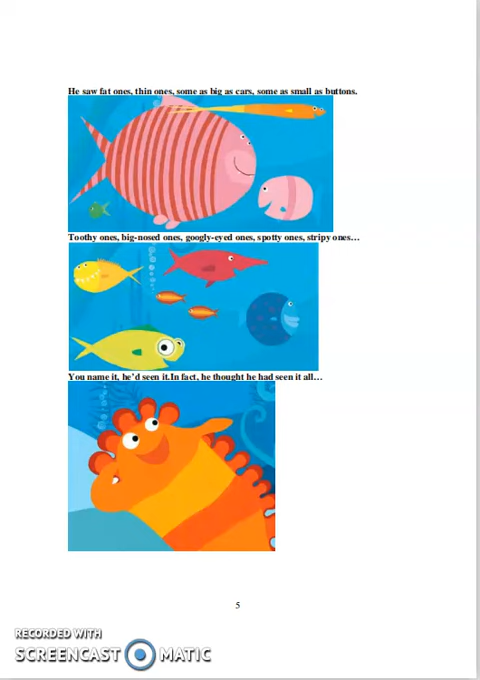 He saw fat ones, thin ones, some as big as cars, some as small as buttons.
Toothy ones, big-nosed ones, googly-eyed ones, spotty ones, stripy ones…
You name it, he’d seen it.In fact, he thought he had seen it all…
5
RECORDED WITH
SCREENCAST MATIC